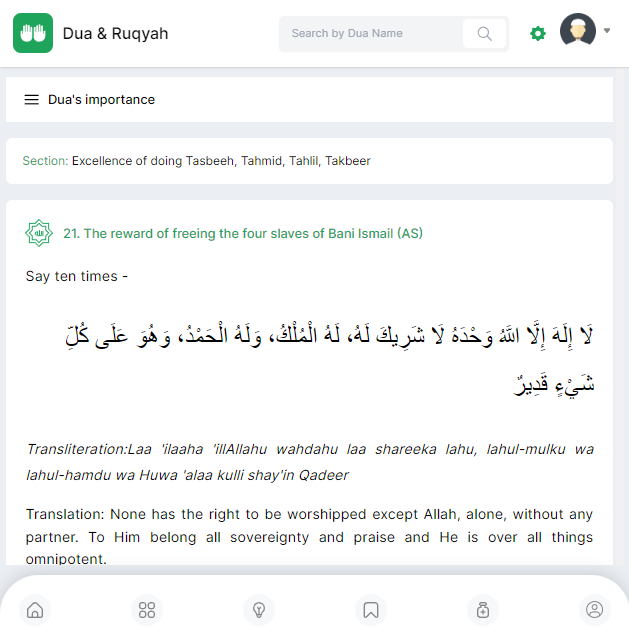 Dua & Ruqyah
Search by Dua Name
Dua's importance
Section: Excellence of doing Tasbeeh, Tahmid, Tahlil, Takbeer
21. The reward of freeing the four slaves of Bani Ismail (AS)
Say ten times -
لَا إِلَهَ إِلَّا اللَّهُ وَحْدَهُ لَا شَرِيكَ لَهُ، لَهُ الْمُلْكُ، وَلَهُ الْحَمْدُ، وَهُوَ عَلَى كُلِّ
شَيْءٍ قَدِيرٌ
Transliteration:Laa 'ilaaha 'illAllahu wahdahu laa shareeka lahu, lahul-mulku wa
lahul-hamdu wa Huwa 'alaa kulli shay'in Qadeer
Translation: None has the right to be worshipped except Allah, alone, without any
partner. To Him belong all sovereignty and praise and He is over all things
omnipotent.